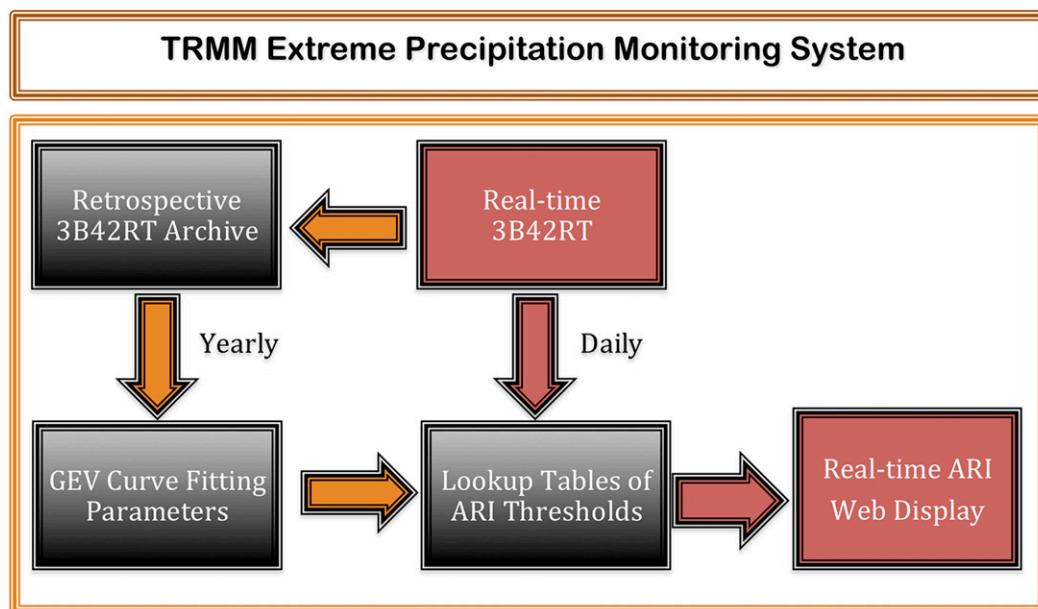 TRMM Extreme Precipitation Monitoring System
Retrospective
3B42RT Archive
Real-time
3B42RT
Yearly
Daily
GEV Curve Fitting
Parameters
Lookup Tables of
ARI Thresholds
Real-time ARI
Web Display